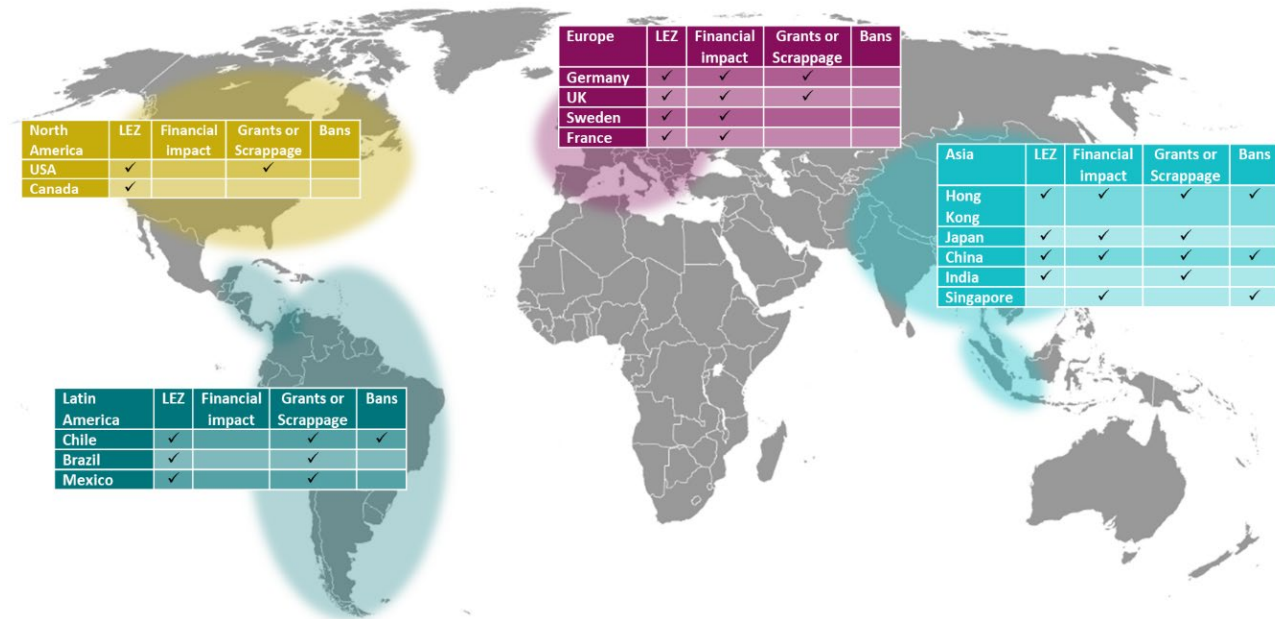 Europe LEZ Financial impact Grants or Scrappage Bans
Germany ✓ ✓ ✓
UK ✓ ✓ ✓
Sweden ✓ ✓
France ✓ ✓
North America LEZ Financial impact Grants or Scrappage Bans
USA ✓ ✓
Canada ✓
Asia LEZ Financial impact Grants or Scrappage Bans
Hong Kong ✓ ✓ ✓ ✓
Japan ✓ ✓ ✓
China ✓ ✓ ✓ ✓
India ✓ ✓
Singapore ✓ ✓
Latin America LEZ Financial impact Grants or Scrappage Bans
Chile ✓ ✓ ✓
Brazil ✓ ✓
Mexico ✓ ✓